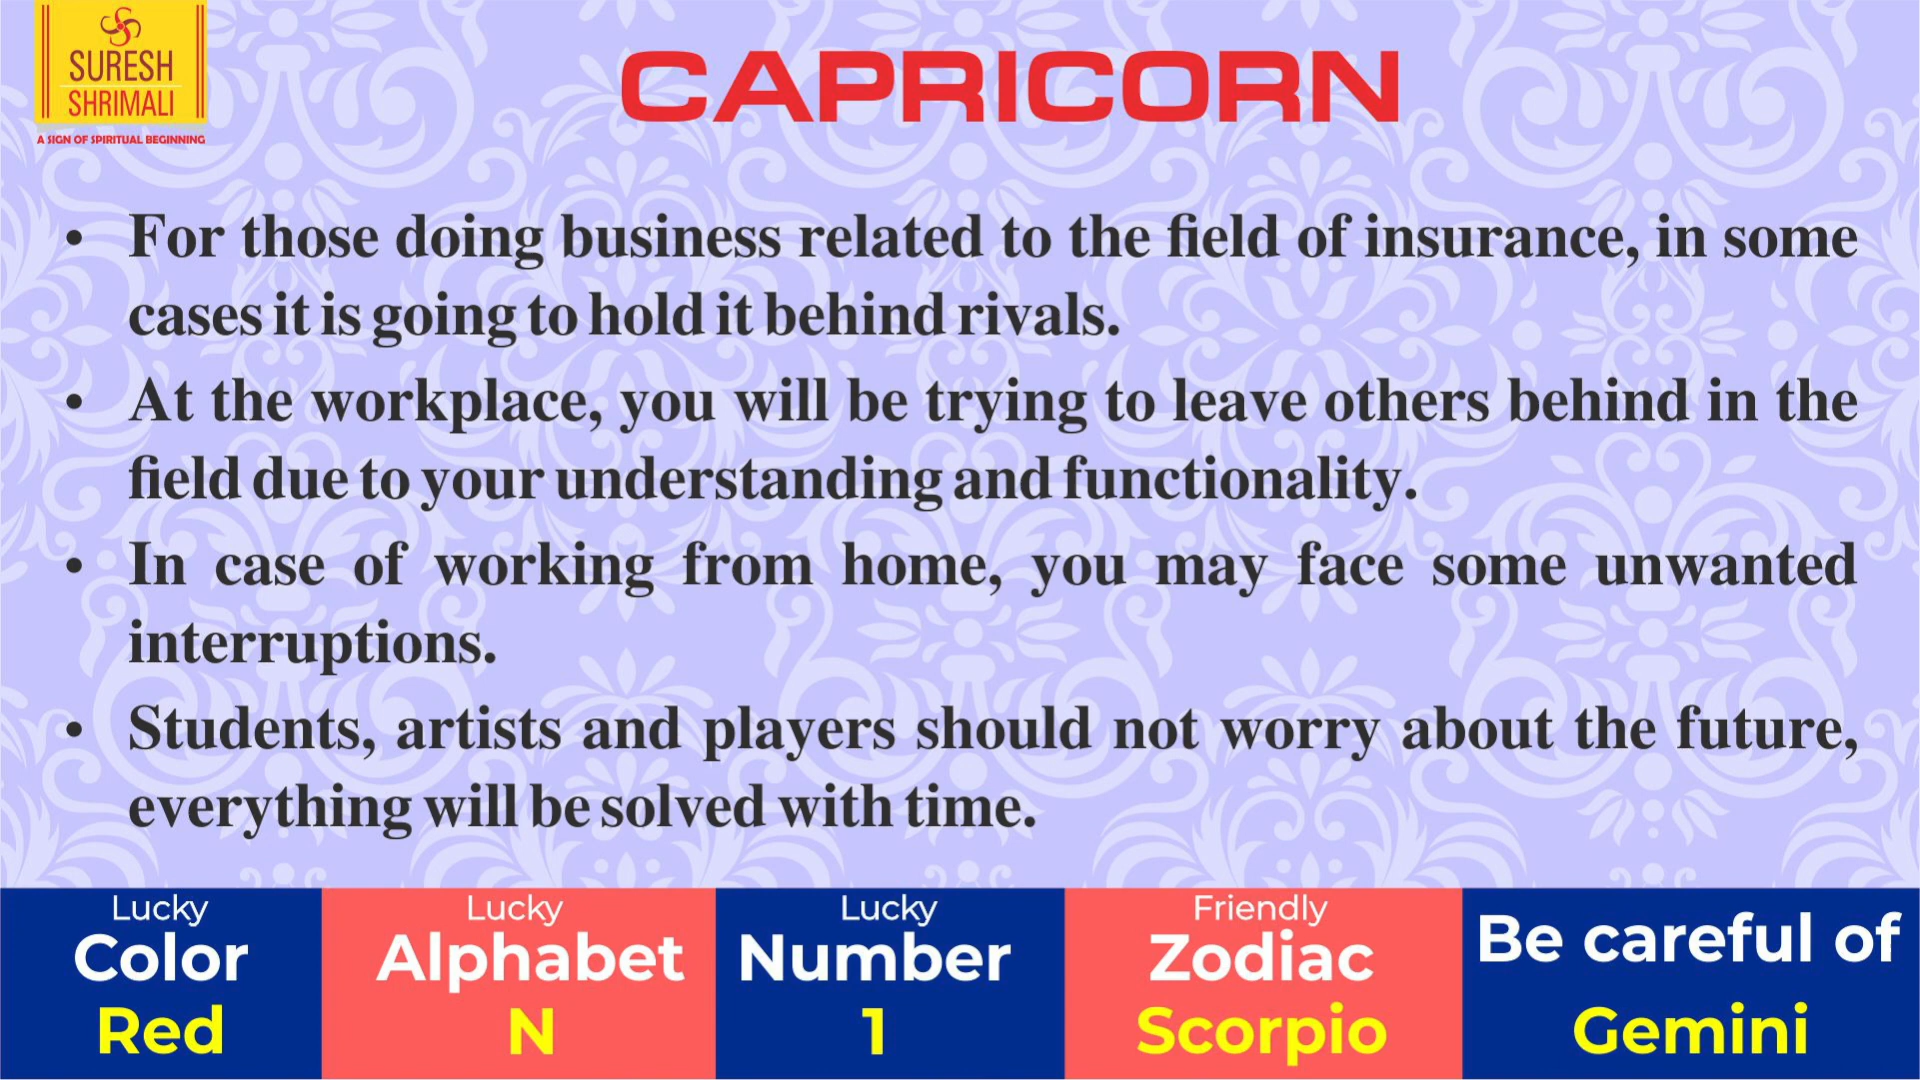 SURESH
SHRIMALI
A SIGN OF SPIRITUAL BEGINNING
CAPRICORN
• For those doing business related to the field of insurance, in some
cases it is going to hold it behind rivals.
• At the workplace, you will be trying to leave others behind in the
field due to your understanding and functionality.
• In case of working from home, you may face some unwanted
interruptions.
• Students, artists and players should not worry about the future,
everything will be solved with time.
Lucky
Color
Red
Lucky
Alphabet
N
Lucky
Number
1
Friendly
Zodiac
Scorpio
Be careful of
Gemini